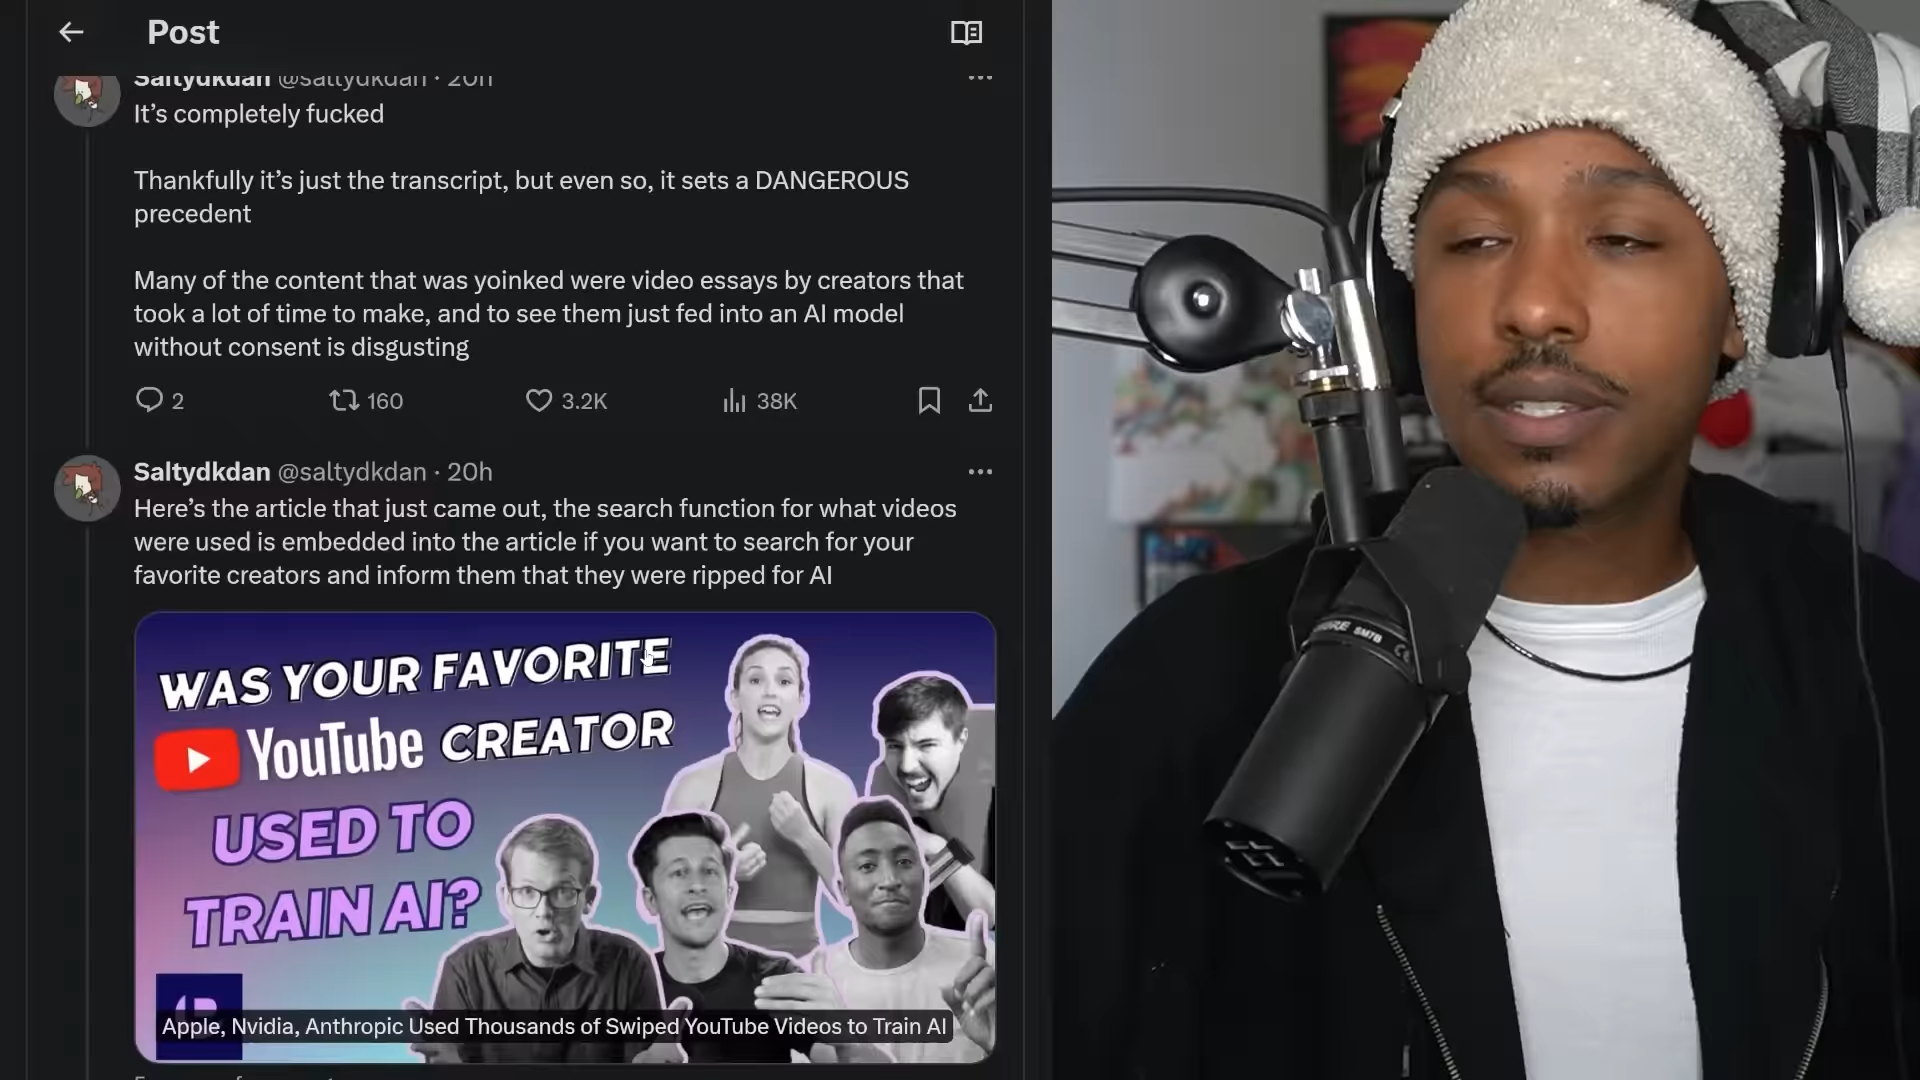 Post
Saltydkdan @saltydkdan · 20h
It's completely fucked
Thankfully it's just the transcript, but even so, it sets a DANGEROUS
precedent
Many of the content that was yoinked were video essays by creators that
took a lot of time to make, and to see them just fed into an AI model
without consent is disgusting
2 160 3.2K 38K
Saltydkdan @saltydkdan · 20h
Here's the article that just came out, the search function for what videos
were used is embedded into the article if you want to search for your
favorite creators and inform them that they were ripped for AI
WAS YOUR FAVORITE
YouTube CREATOR
USED TO
TRAIN AI?
Apple, Nvidia, Anthropic Used Thousands of Swiped YouTube Videos to Train AI
SHURE SM7B